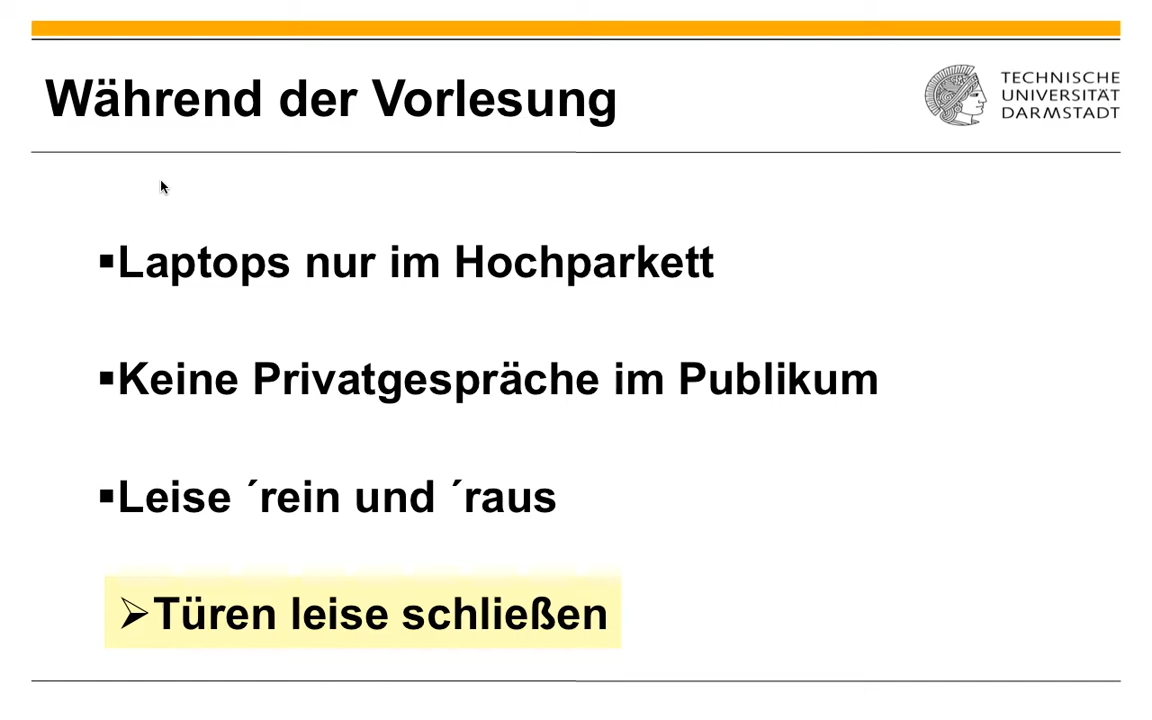 Während der Vorlesung
TECHNISCHE
UNIVERSITÄT
DARMSTADT
▪Laptops nur im Hochparkett
▪Keine Privatgespräche im Publikum
▪Leise ´rein und ´raus
➢Türen leise schließen